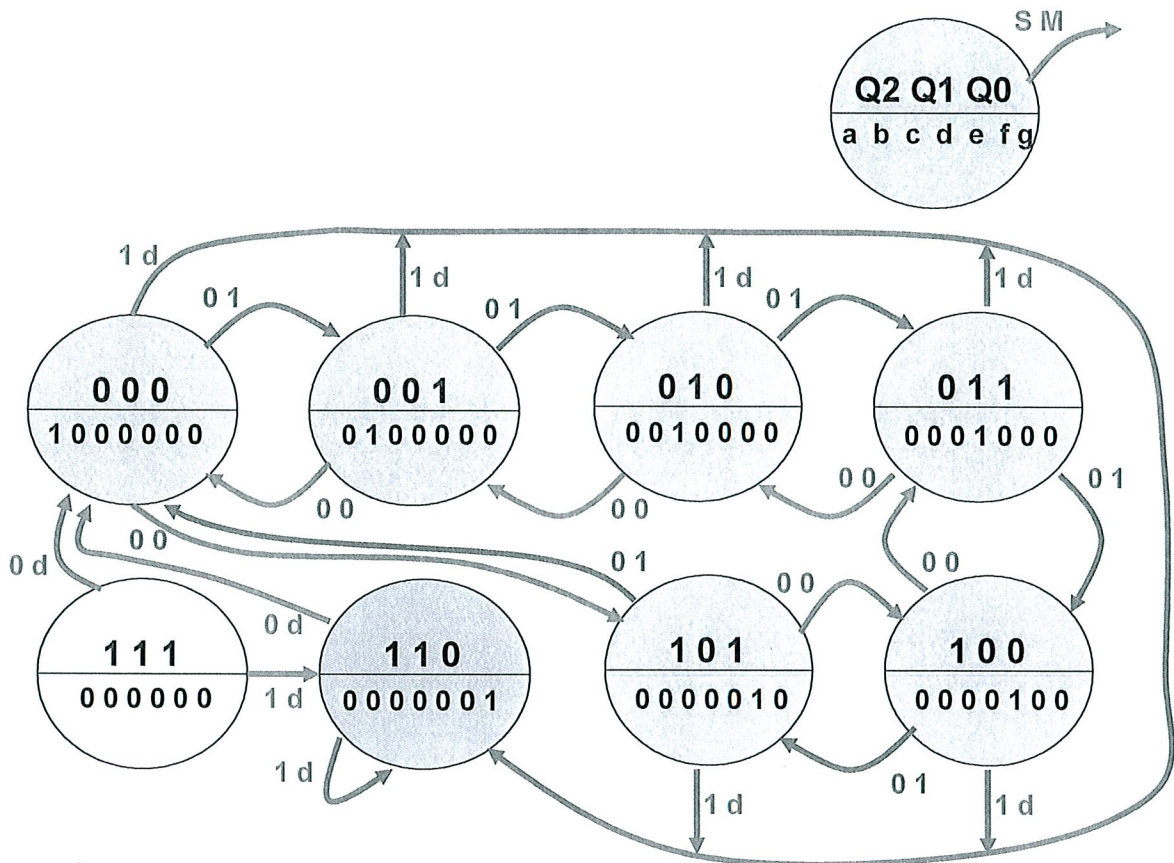 S M
Q2 Q1 Q0
a b c d e f g
1 d
0 1
1 d
0 1
1 d
0 1
1 d
0 0 0
1 0 0 0 0 0 0
0 0 1
0 1 0 0 0 0 0
0 1 0
0 0 1 0 0 0 0
0 1 1
0 0 0 1 0 0 0
0 0
0 0
0 0
0 1
0 d
0 0
0 1
0 0
0 0
0 d
1 1 1
0 0 0 0 0 0
1 d
1 1 0
0 0 0 0 0 0 1
1 0 1
0 0 0 0 0 1 0
1 0 0
0 0 0 0 1 0 0
1 d
1 d
0 1
1 d